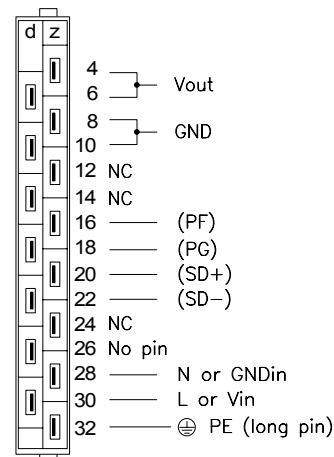 d z
4
6 Vout
8 GND
10
12 NC
14 NC
16 (PF)
18 (PG)
20 (SD+)
22 (SD−)
24 NC
26 No pin
28 N or GNDin
30 L or Vin
32 PE (long pin)